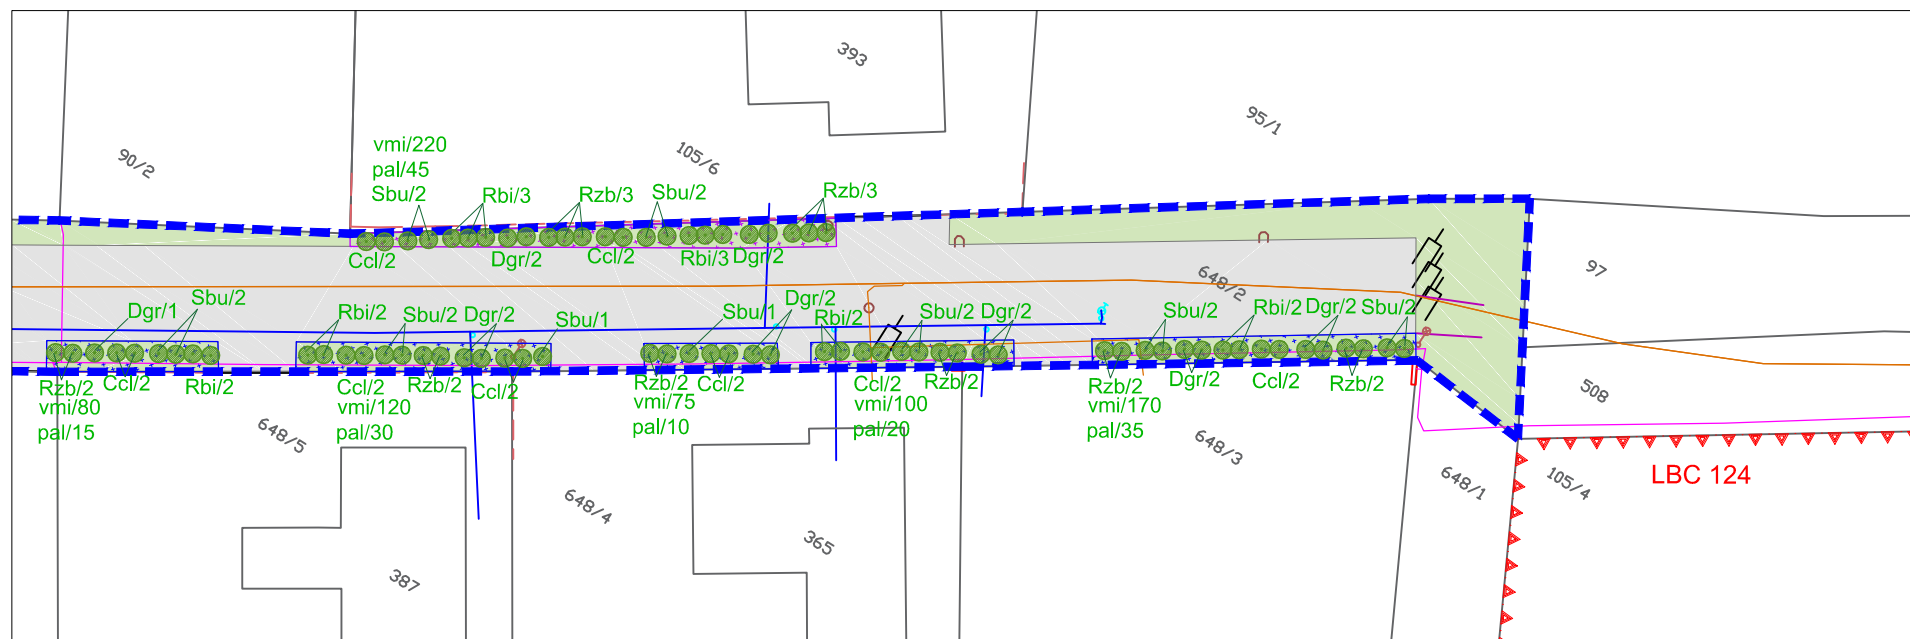 393
95/1
90/2
105/6
vmi/220
pal/45
Sbu/2
Rbi/3
Rzb/3
Sbu/2
Rzb/3
Ccl/2
Dgr/2
Ccl/2
Rbi/3
Dgr/2
648/2
97
Dgr/1
Sbu/2
Rbi/2
Sbu/2
Dgr/2
Sbu/1
Sbu/1
Dgr/2
Rbi/2
Sbu/2
Dgr/2
Sbu/2
Rbi/2
Dgr/2
Sbu/2
Rzb/2
Ccl/2
Rbi/2
vmi/80
pal/15
Ccl/2
Rzb/2
Ccl/2
vmi/120
pal/30
Rzb/2
Ccl/2
vmi/75
pal/10
Ccl/2
Rzb/2
vmi/100
pal/20
Rzb/2
Dgr/2
Ccl/2
Rzb/2
vmi/170
pal/35
508
648/5
648/4
648/3
648/1
105/4
LBC 124
387
365